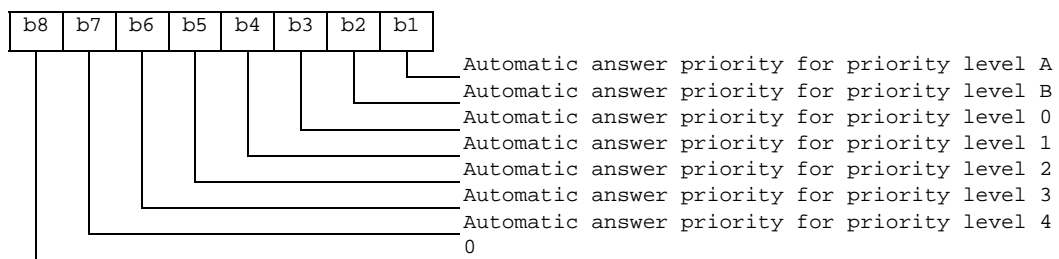 b8 b7 b6 b5 b4 b3 b2 b1
Automatic answer priority for priority level A
Automatic answer priority for priority level B
Automatic answer priority for priority level 0
Automatic answer priority for priority level 1
Automatic answer priority for priority level 2
Automatic answer priority for priority level 3
Automatic answer priority for priority level 4
0